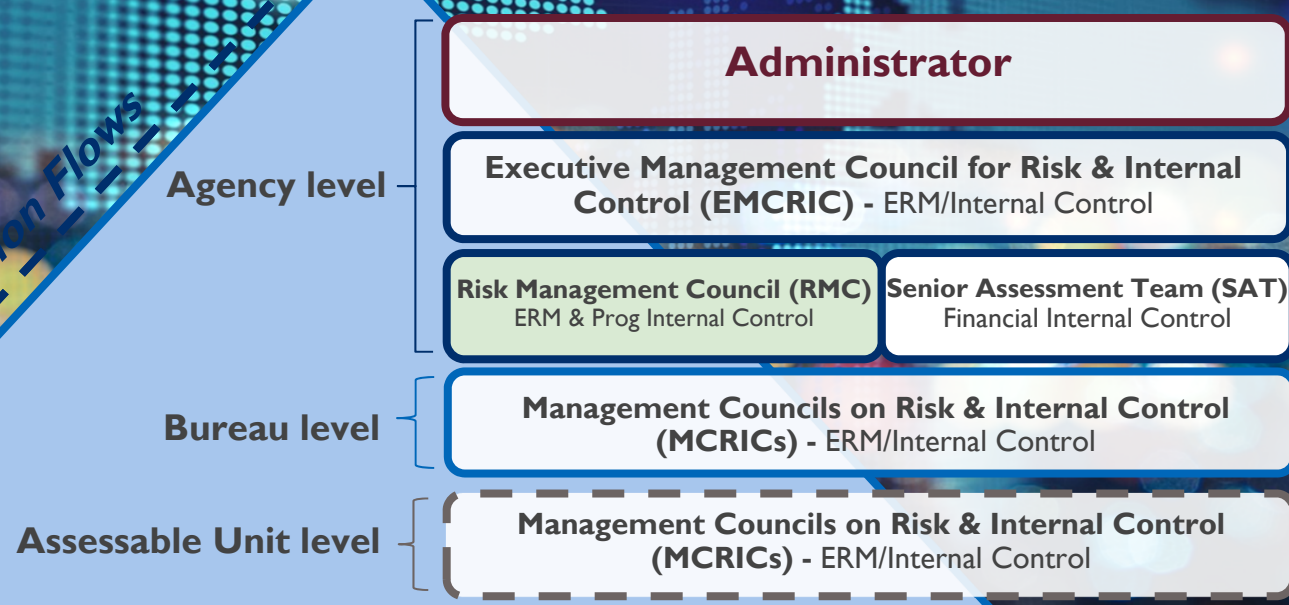 Administrator
Flows
Agency level
Executive Management Council for Risk & Internal
Control (EMCRIC) - ERM/Internal Control
Risk Management Council (RMC)
ERM & Prog Internal Control
Senior Assessment Team (SAT)
Financial Internal Control
Bureau level
Management Councils on Risk & Internal Control
(MCRICs) - ERM/Internal Control
Assessable Unit level
Management Councils on Risk & Internal Control
(MCRICs) - ERM/Internal Control